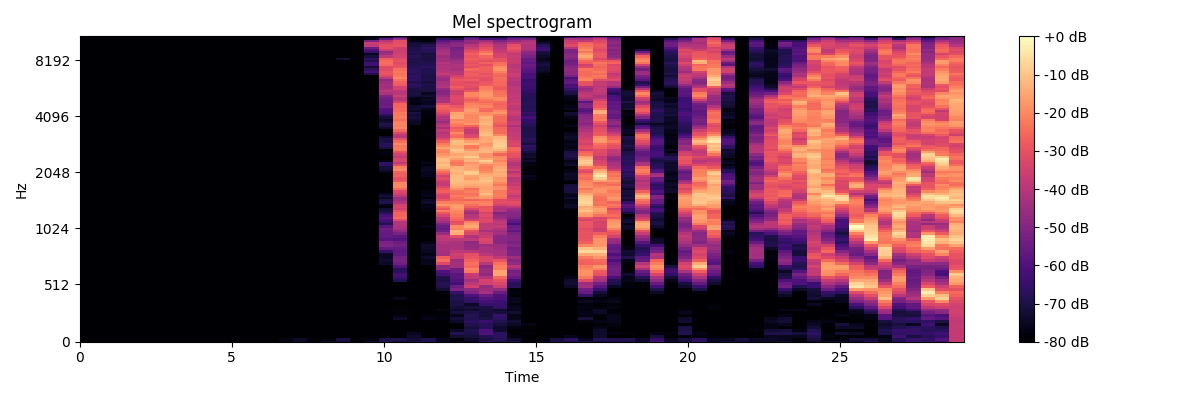 Mel spectrogram
8192
4096
2048
1024
512
0
Hz
0 5 10 15 20 25
Time
+0 dB
-10 dB
-20 dB
-30 dB
-40 dB
-50 dB
-60 dB
-70 dB
-80 dB